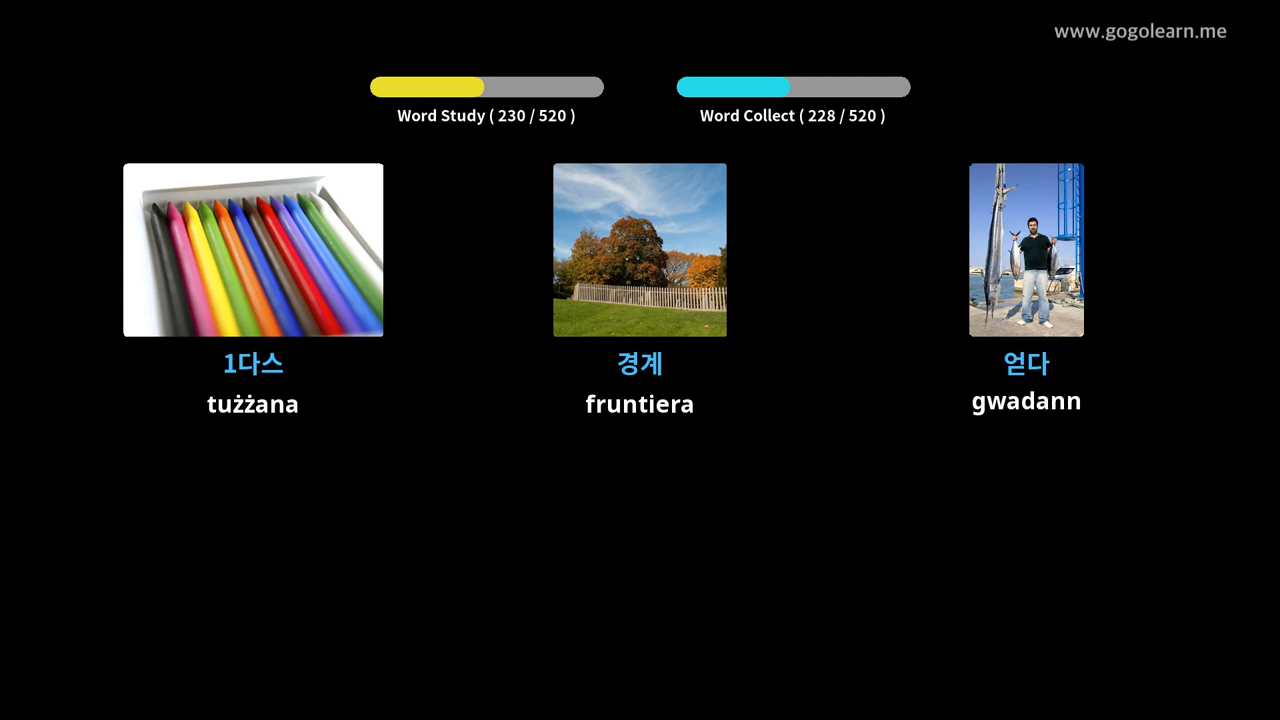 www.gogolearn.me
Word Study ( 230 / 520 )
Word Collect ( 228 / 520 )
1다스
경계
얻다
tużżana
fruntiera
gwadann